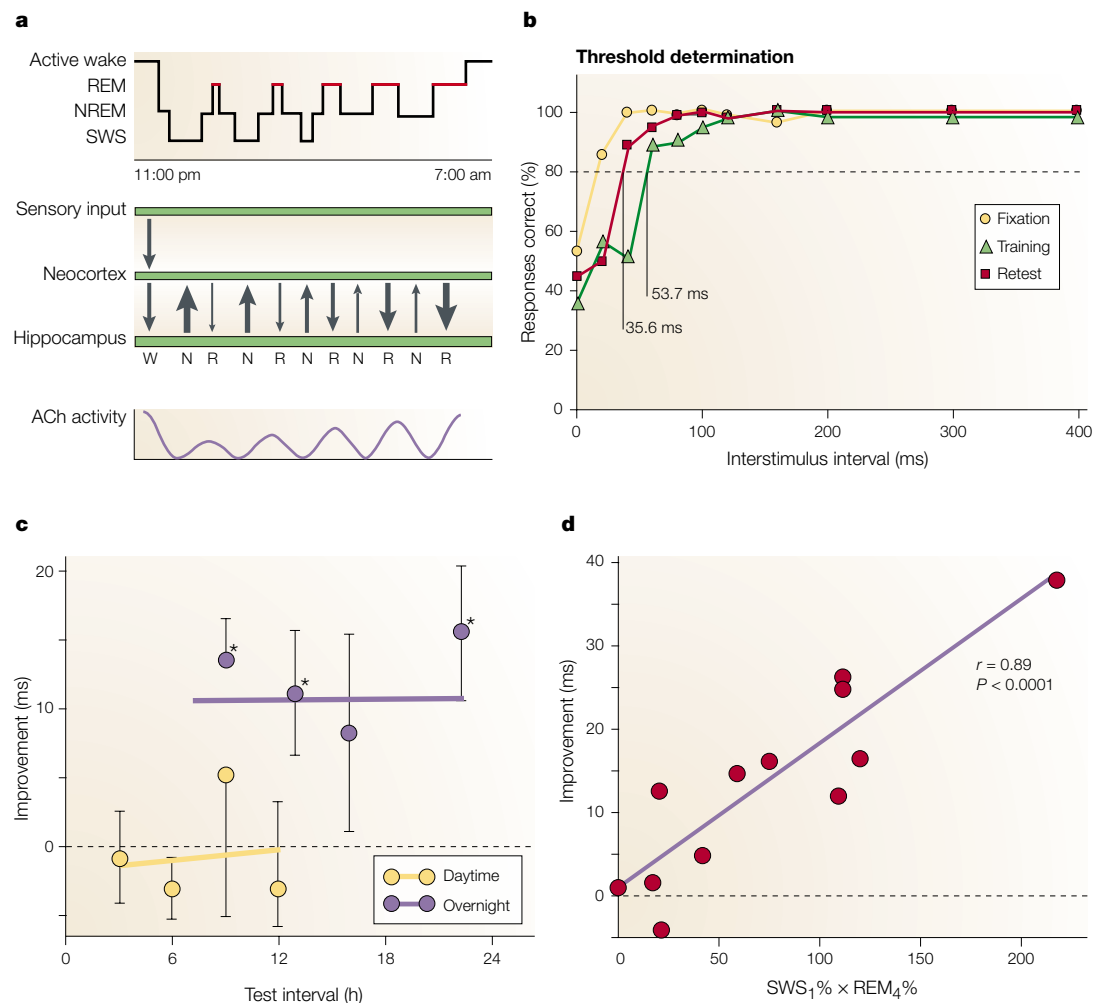 a
Active wake
REM
NREM
SWS
11:00 pm 7:00 am
Sensory input
Neocortex
Hippocampus
W N R N R N R N R N R
ACh activity
b
Threshold determination
Responses correct (%)
100
80
60
40
20
0
0 100 200 300 400
Interstimulus interval (ms)
Fixation
Training
Retest
53.7 ms
35.6 ms
c
Improvement (ms)
20
10
0
*
*
*
Daytime
Overnight
0 6 12 18 24
Test interval (h)
d
Improvement (ms)
40
30
20
10
0
r = 0.89
P < 0.0001
0 50 100 150 200
SWS₁% × REM₄%